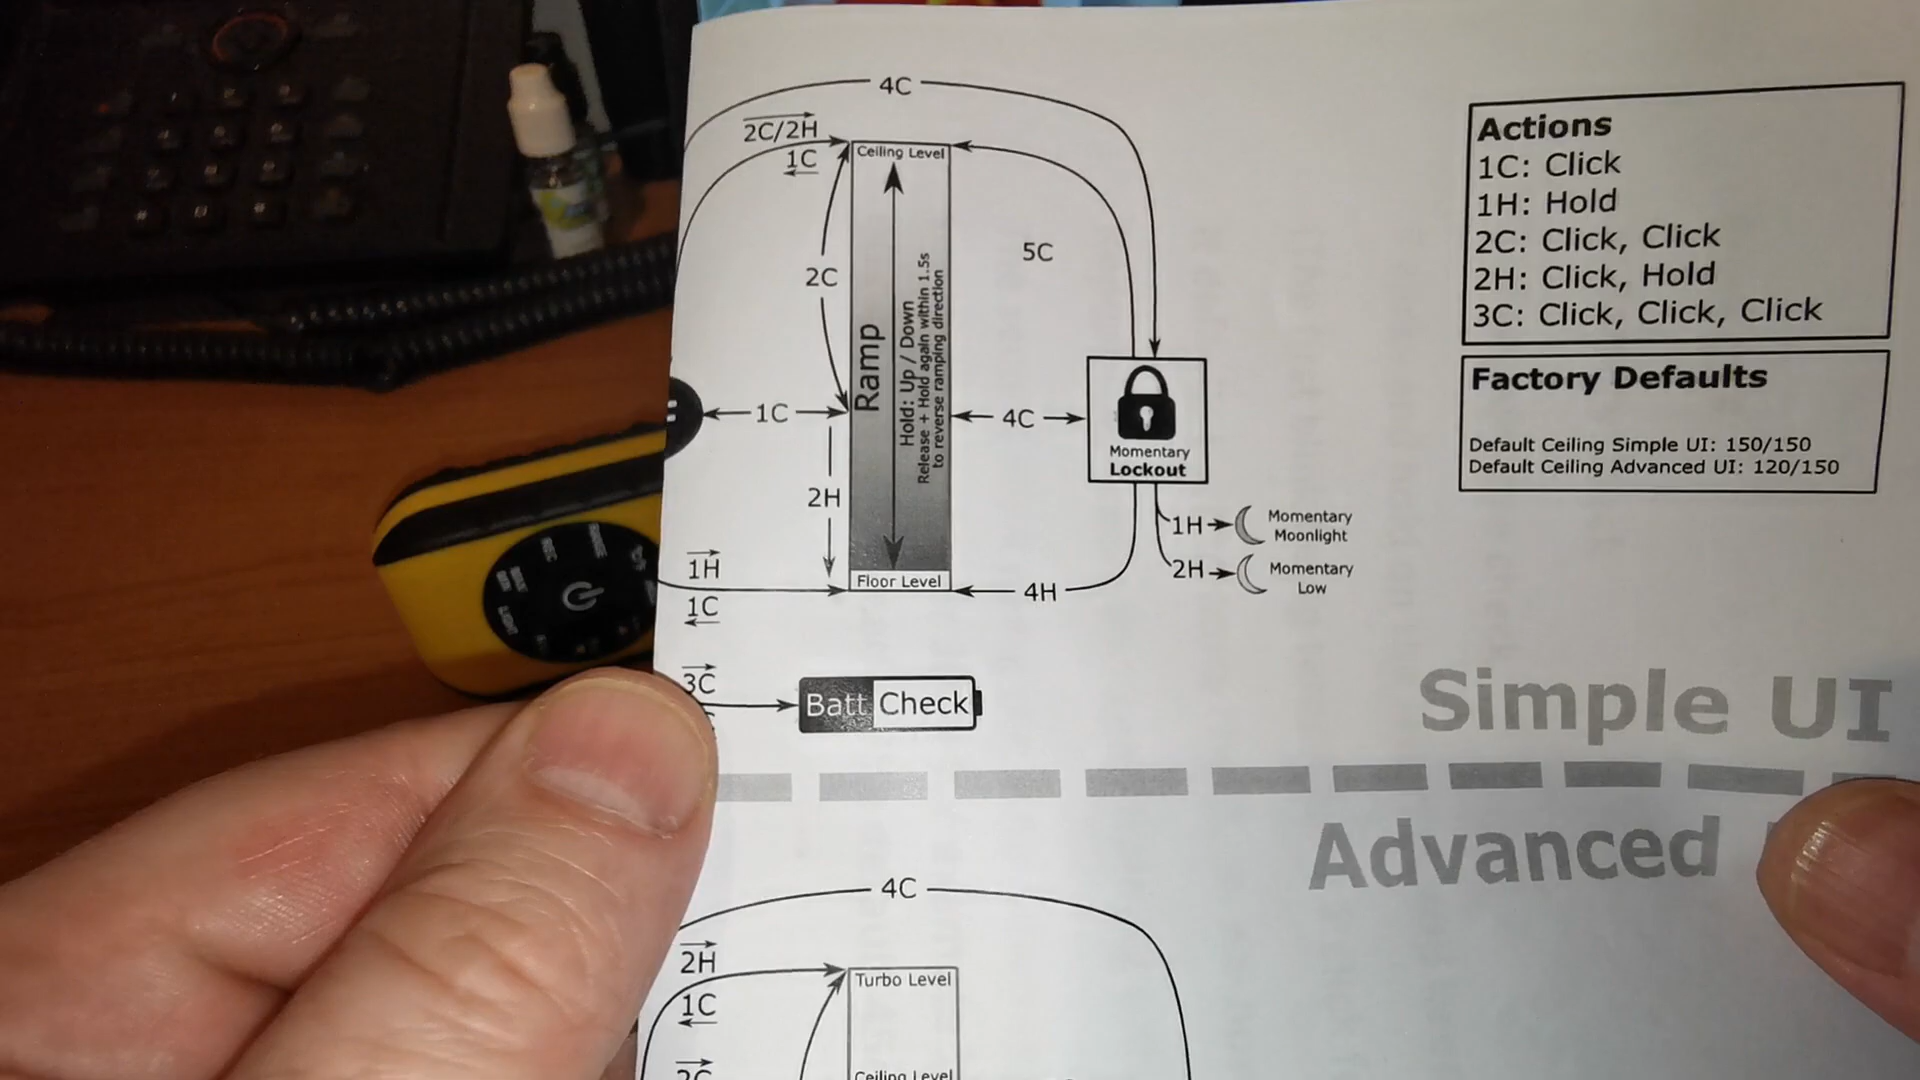 4C
2C/2H
1C
Ceiling Level
5C
2C
Ramp
Hold: Up / Down
Release + Hold again within 1.5s
to reverse ramping direction
1C
4C
Momentary
Lockout
2H
1H
Momentary
Moonlight
2H
Momentary
Low
1H
1C
Floor Level
4H
3C
Batt Check
Actions
1C: Click
1H: Hold
2C: Click, Click
2H: Click, Hold
3C: Click, Click, Click
Factory Defaults
Default Ceiling Simple UI: 150/150
Default Ceiling Advanced UI: 120/150
Simple UI
Advanced
4C
2H
1C
Turbo Level
2C
Ceiling Level
REC
LIGHT